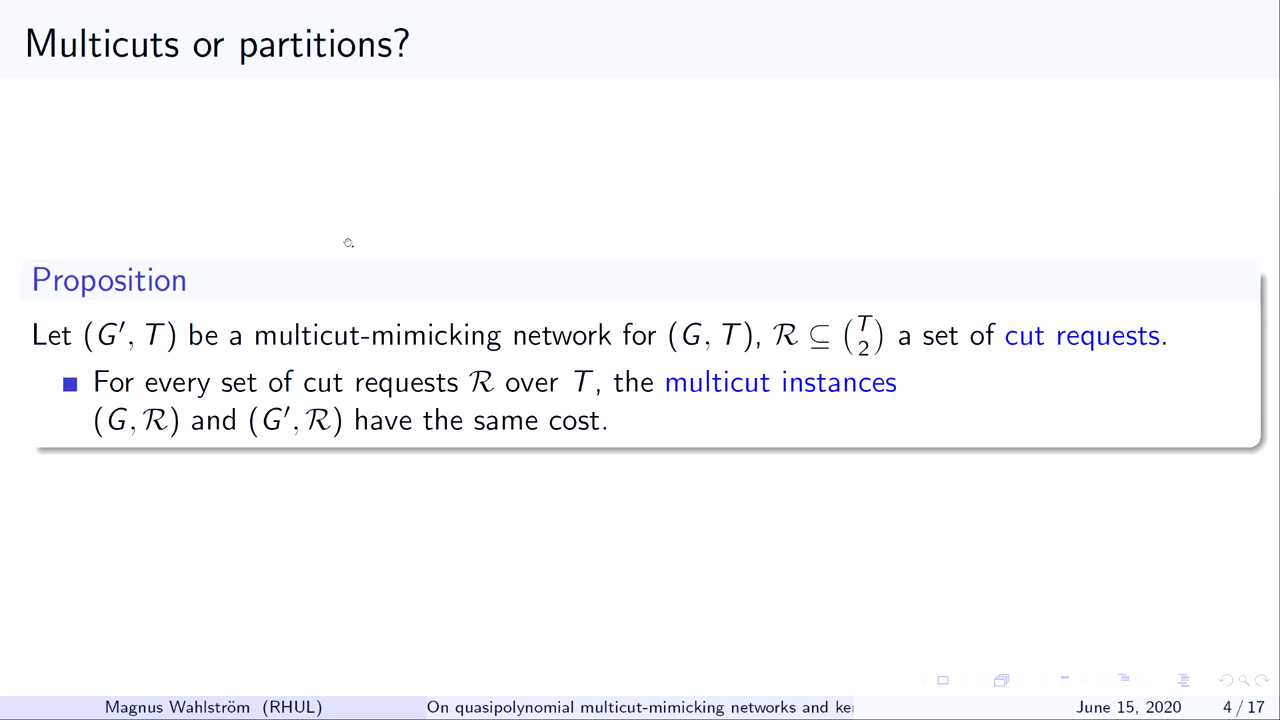 Multicuts or partitions?
Proposition
Let (G′, T) be a multicut-mimicking network for (G, T), ℛ ⊆ (T 2) a set of cut requests.
■ For every set of cut requests ℛ over T, the multicut instances
(G, ℛ) and (G′, ℛ) have the same cost.
Magnus Wahlström (RHUL) On quasipolynomial multicut-mimicking networks and ke June 15, 2020 4 / 17